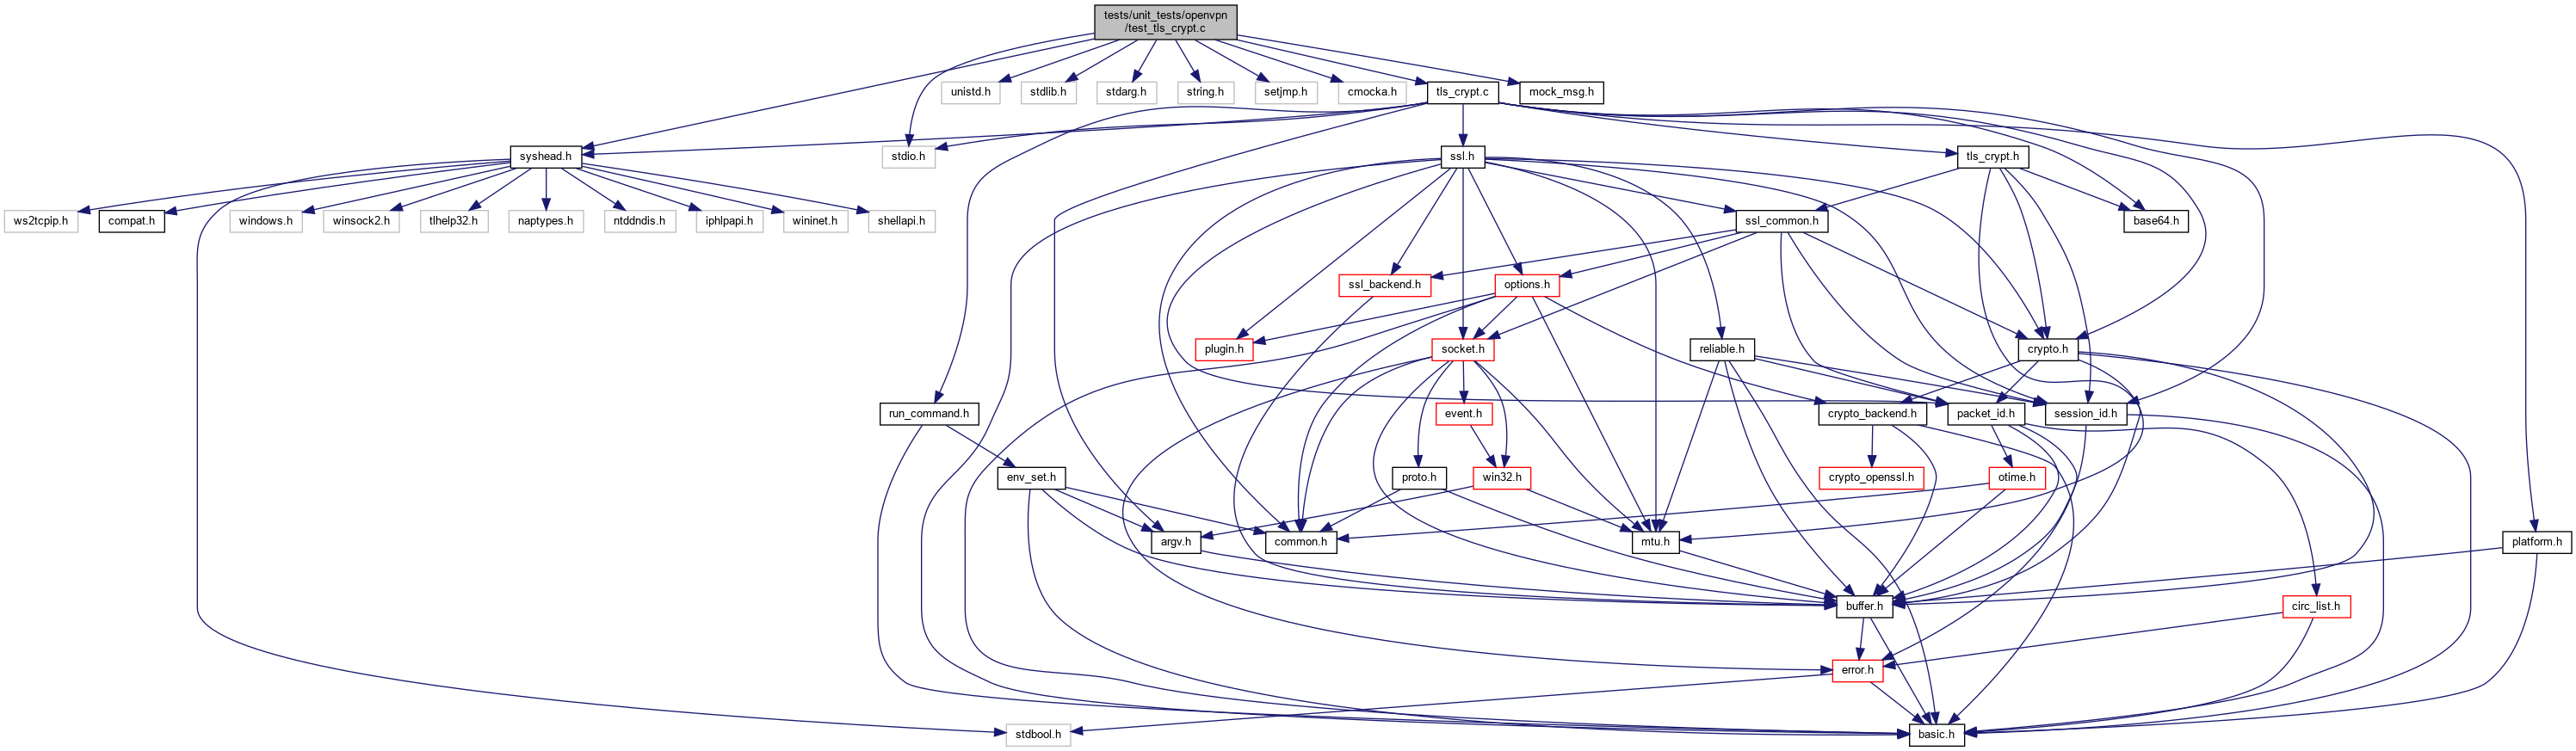 tests/unit_tests/openvpn
/test_tls_crypt.c
unistd.h
stdlib.h
stdarg.h
string.h
setjmp.h
cmocka.h
tls_crypt.c
mock_msg.h
syshead.h
stdio.h
ssl.h
tls_crypt.h
ws2tcpip.h
compat.h
windows.h
winsock2.h
tlhelp32.h
naptypes.h
ntddndis.h
iphlpapi.h
wininet.h
shellapi.h
ssl_common.h
base64.h
ssl_backend.h
options.h
plugin.h
socket.h
reliable.h
crypto.h
run_command.h
event.h
crypto_backend.h
packet_id.h
session_id.h
env_set.h
proto.h
win32.h
crypto_openssl.h
otime.h
argv.h
common.h
mtu.h
platform.h
buffer.h
circ_list.h
error.h
stdbool.h
basic.h